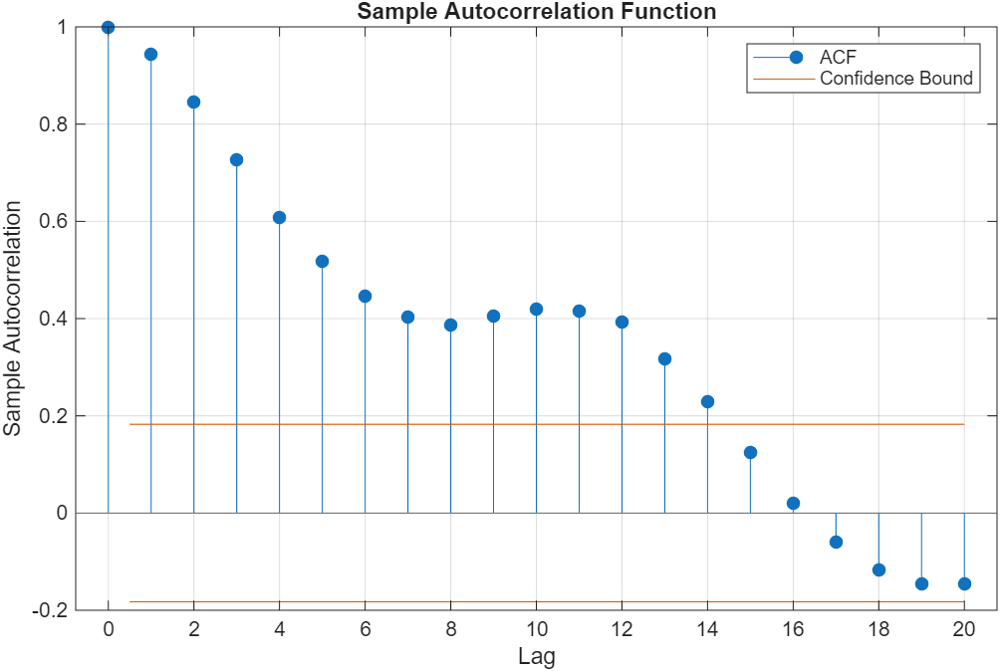 Sample Autocorrelation Function
ACF
Confidence Bound
Sample Autocorrelation
1
0.8
0.6
0.4
0.2
0
-0.2
0 2 4 6 8 10 12 14 16 18 20
Lag